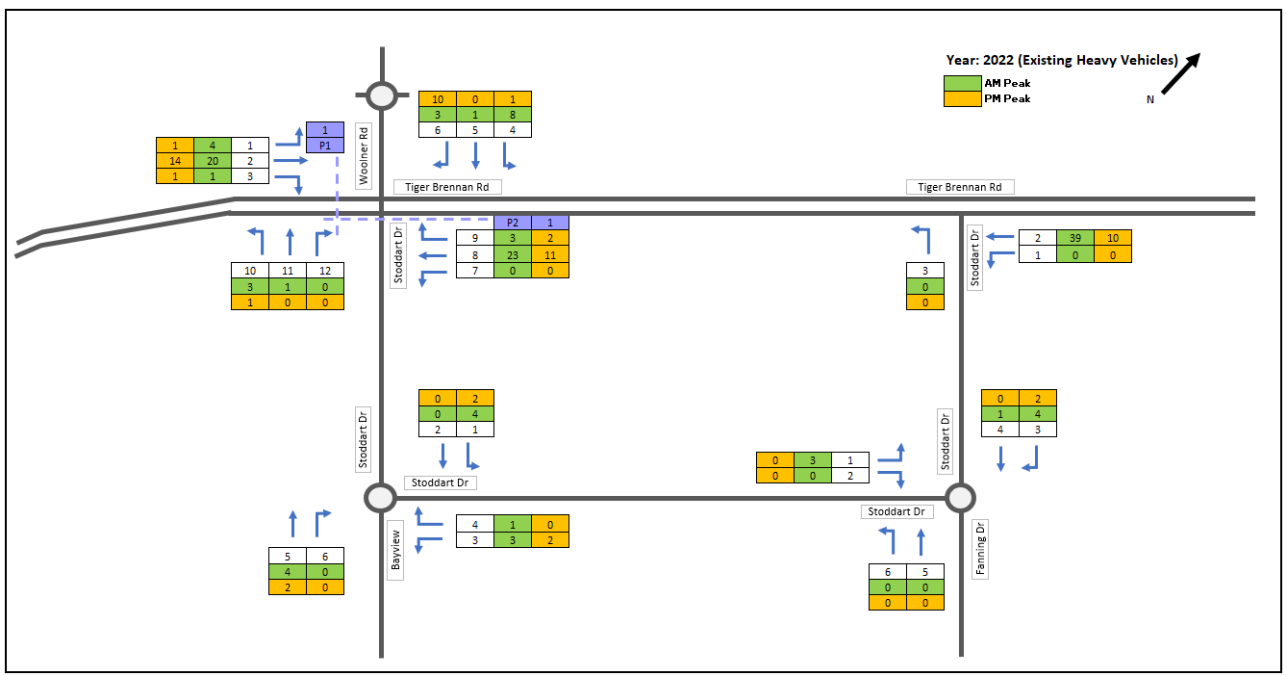 Year: 2022 (Existing Heavy Vehicles)
AM Peak
PM Peak
N
10 0 1
3 1 8
6 5 4
Woolner Rd
1
P1
1 4 1
14 20 2
1 1 3
Tiger Brennan Rd
Tiger Brennan Rd
P2 1
9 3 2
8 23 11
7 0 0
Stoddart Dr
10 11 12
3 1 0
1 0 0
3
0
0
Stoddart Dr
2 39 10
1 0 0
0 2
0 4
2 1
Stoddart Dr
Stoddart Dr
0 3 1
0 0 2
Stoddart Dr
0 2
1 4
4 3
Stoddart Dr
5 6
4 0
2 0
Bayview
4 1 0
3 3 2
6 5
0 0
0 0
Fanning Dr